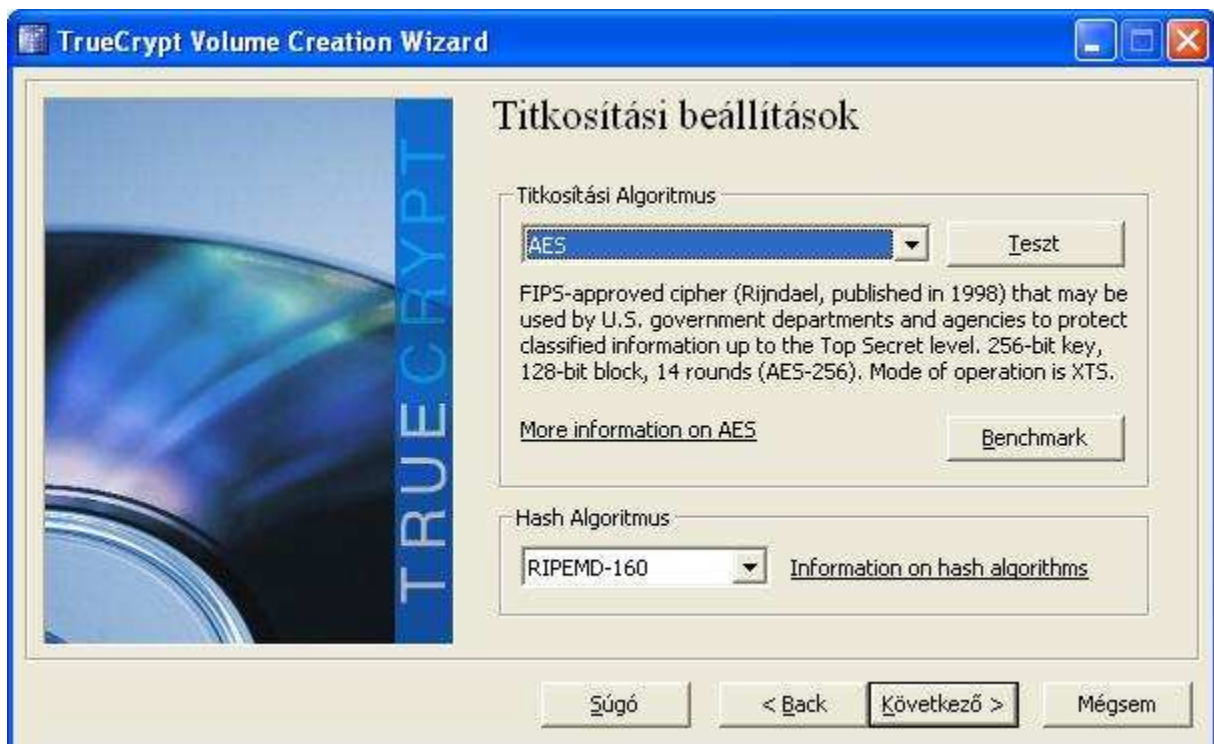 TrueCrypt Volume Creation Wizard
TRUECRYPT
Titkosítási beállítások
Titkosítási Algoritmus
AES
Teszt
FIPS-approved cipher (Rijndael, published in 1998) that may be
used by U.S. government departments and agencies to protect
classified information up to the Top Secret level. 256-bit key,
128-bit block, 14 rounds (AES-256). Mode of operation is XTS.
More information on AES
Benchmark
Hash Algoritmus
RIPEMD-160
Information on hash algorithms
Súgó
< Back
Következő >
Mégsem